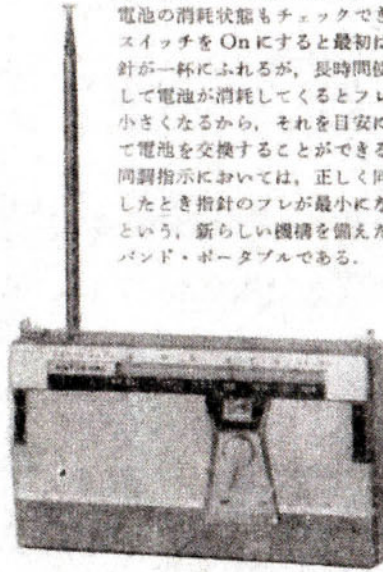 電池の消耗状態もチェックでき
スイッチを On にすると最初は
針が一杯にふれるが，長時間使
して電池が消耗してくるとフレ
小さくなるから，それを目安に
て電池を交換することができる
同調指示においては，正しく同
したとき指針のフレが最小にな
という，新らしい機構を備えた
バンド・ポータブルである．